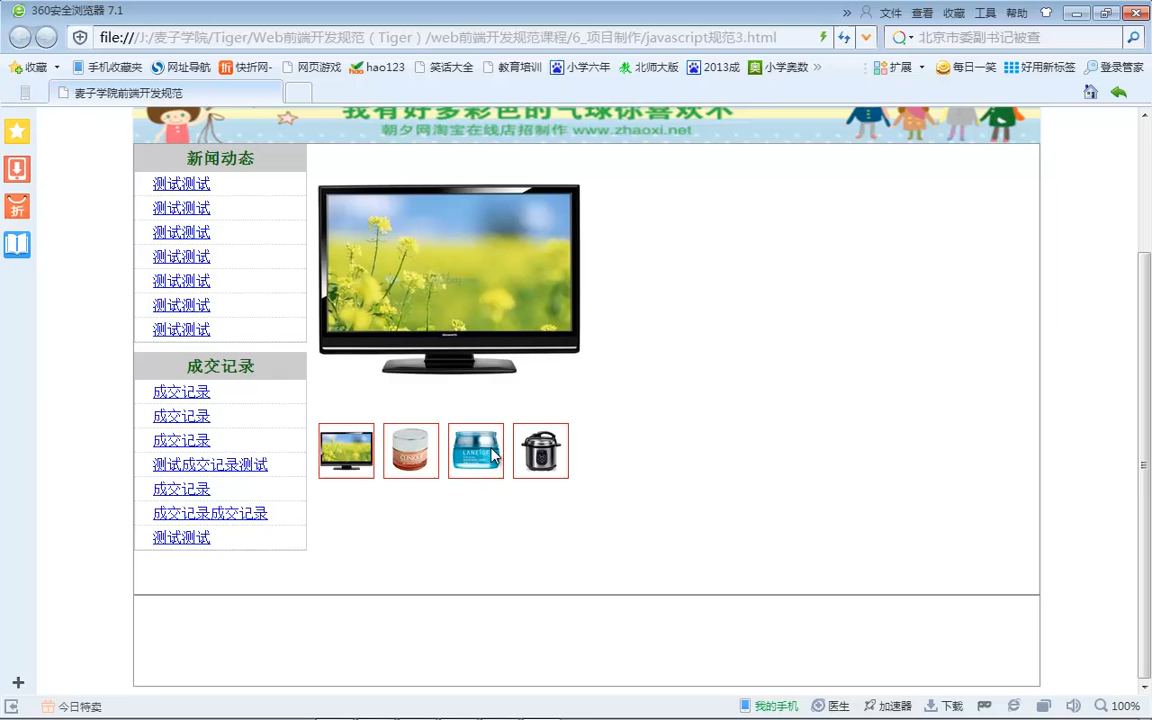 360安全浏览器 7.1
» 文件 查看 收藏 工具 帮助
file:///J:/麦子学院/Tiger/Web前端开发规范（Tiger）/web前端开发规范课程/6_项目制作/javascript规范3.html
北京市委副书记被查
收藏 手机收藏夹 网址导航 折 快折网- 网页游戏 hao123 笑话大全 教育培训 小学六年 北师大版 2013成 奥 小学奥数 » 扩展 每日一笑 好用新标签 登录管家
麦子学院前端开发规范
折
我有好多彩色的气球你喜欢不
朝夕网淘宝在线店招制作 www.zhaoxi.net
新闻动态
测试测试
测试测试
测试测试
测试测试
测试测试
测试测试
测试测试
成交记录
成交记录
成交记录
成交记录
测试成交记录测试
成交记录
成交记录成交记录
测试测试
CLINIQUE
LANEIGE
今日特卖
我的手机 医生 加速器 下载 100%